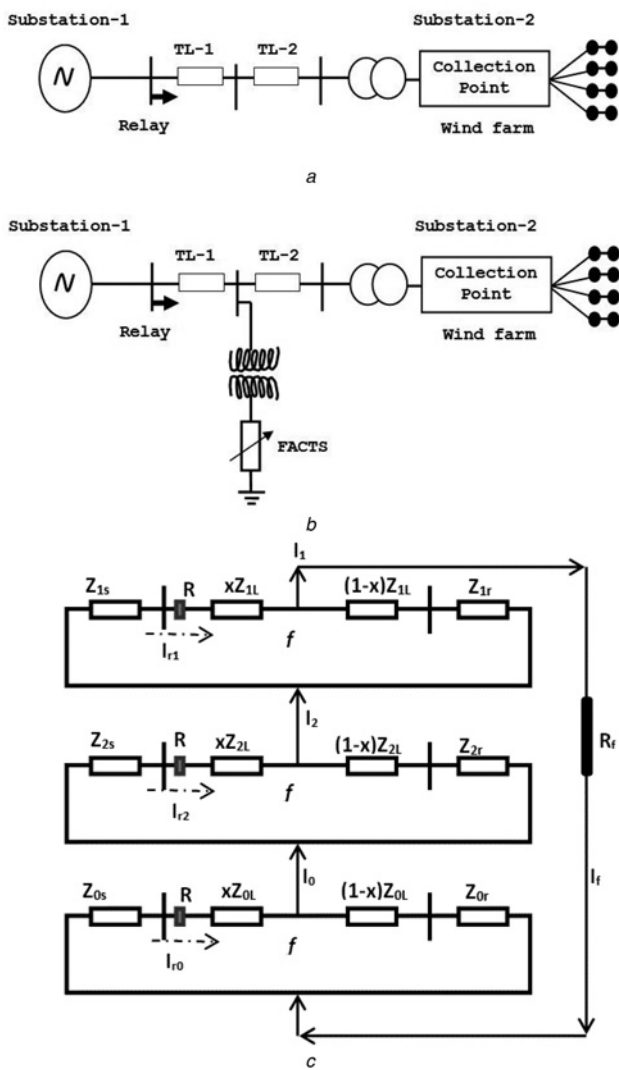 Substation-1 Substation-2
TL-1 TL-2
N
Collection
Point
Relay
Wind farm
a
Substation-1 Substation-2
TL-1 TL-2
N
Collection
Point
Relay
Wind farm
FACTS
b
I1
Z1s R xZ1L (1-x)Z1L Z1r
Ir1 f
I2
Rf
Z2s R xZ2L (1-x)Z2L Z2r
Ir2 f
I0
If
Z0s R xZ0L (1-x)Z0L Z0r
Ir0 f
c